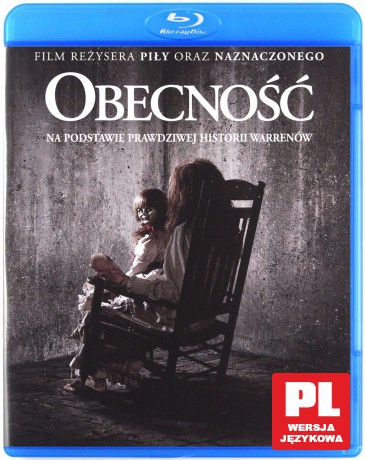 Blu-ray Disc
FILM REŻYSERA PIŁY ORAZ NAZNACZONEGO
OBECNOŚĆ
NA PODSTAWIE PRAWDZIWEJ HISTORII WARRENÓW
PL
WERSJA
JĘZYKOWA